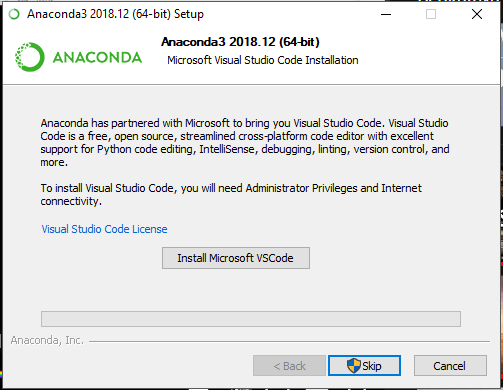 Anaconda3 2018.12 (64-bit) Setup
ANACONDA
Anaconda3 2018.12 (64-bit)
Microsoft Visual Studio Code Installation
Anaconda has partnered with Microsoft to bring you Visual Studio Code. Visual Studio
Code is a free, open source, streamlined cross-platform code editor with excellent
support for Python code editing, IntelliSense, debugging, linting, version control, and
more.
To install Visual Studio Code, you will need Administrator Privileges and Internet
connectivity.
Visual Studio Code License
Install Microsoft VSCode
Anaconda, Inc.
< Back
Skip
Cancel